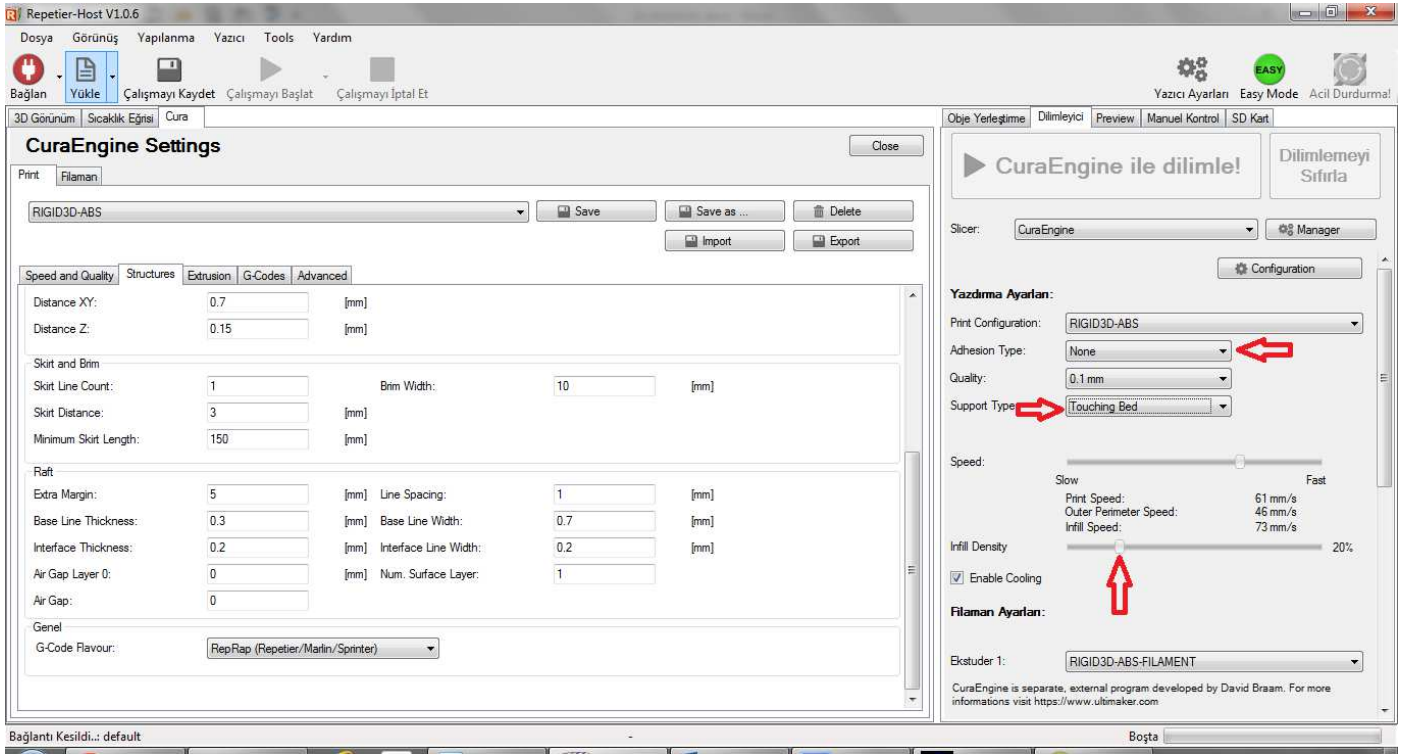 Repetier-Host V1.0.6
Dosya Görünüş Yapılanma Yazıcı Tools Yardım
Bağlan Yükle Çalışmayı Kaydet Çalışmayı Başlat Çalışmayı İptal Et
EASY
Yazıcı Ayarları Easy Mode Acil Durdurma!
3D Görünüm Sıcaklık Eğrisi Cura
Obje Yerleştirme Dilimleyici Preview Manuel Kontrol SD Kart
CuraEngine Settings
Close
Print Filaman
RIGID3D-ABS
Save
Save as ...
Delete
Import
Export
Speed and Quality Structures Extrusion G-Codes Advanced
Distance XY: 0.7 [mm]
Distance Z: 0.15 [mm]
Skirt and Brim
Skirt Line Count: 1 Brim Width: 10 [mm]
Skirt Distance: 3 [mm]
Minimum Skirt Length: 150 [mm]
Raft
Extra Margin: 5 [mm] Line Spacing: 1 [mm]
Base Line Thickness: 0.3 [mm] Base Line Width: 0.7 [mm]
Interface Thickness: 0.2 [mm] Interface Line Width: 0.2 [mm]
Air Gap Layer 0: 0 [mm] Num. Surface Layer: 1
Air Gap: 0
Genel
G-Code Flavour: RepRap (Repetier/Marlin/Sprinter)
CuraEngine ile dilimle!
Dilimlemeyi
Sıfırla
Slicer: CuraEngine Manager
Configuration
Yazdırma Ayarları:
Print Configuration: RIGID3D-ABS
Adhesion Type: None
Quality: 0.1 mm
Support Type: Touching Bed
Speed:
Slow Fast
Print Speed: 61 mm/s
Outer Perimeter Speed: 46 mm/s
Infill Speed: 73 mm/s
Infill Density 20%
Enable Cooling
Filaman Ayarları:
Ekstuder 1: RIGID3D-ABS-FILAMENT
CuraEngine is separate, external program developed by David Braam. For more
informations visit https://www.ultimaker.com
Bağlantı Kesildi..: default - Boşta